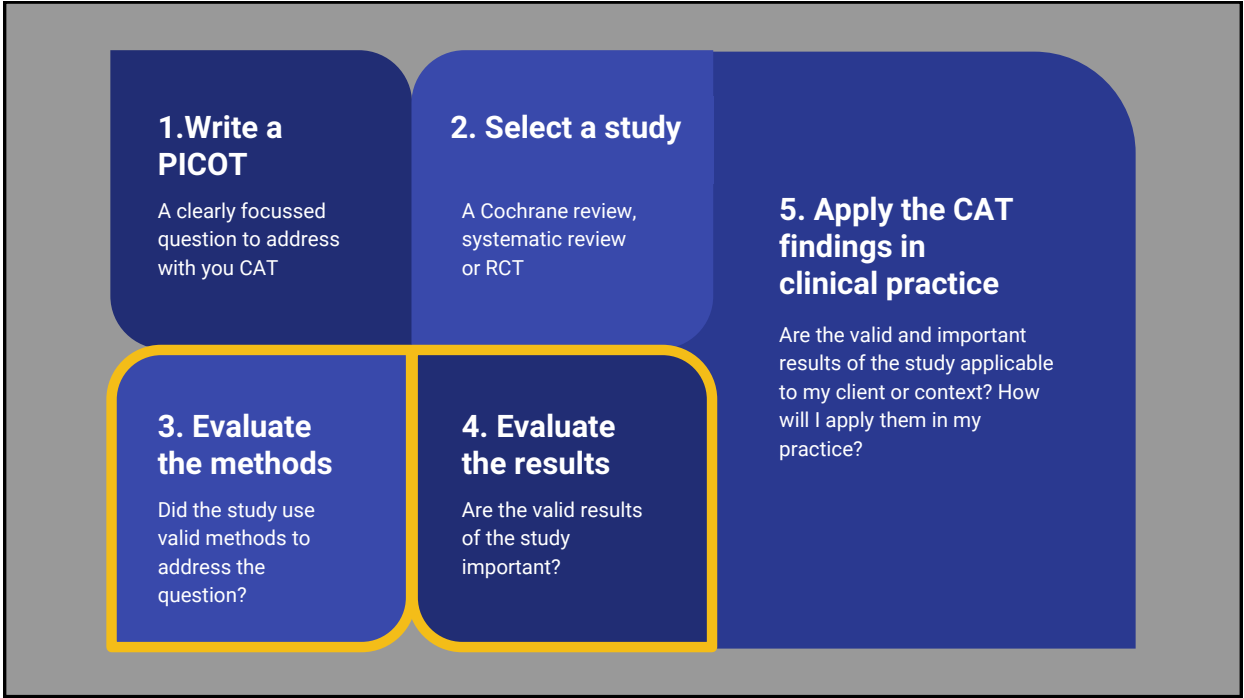 1.Write a
PICOT
A clearly focussed
question to address
with you CAT
2. Select a study
A Cochrane review,
systematic review
or RCT
3. Evaluate
the methods
Did the study use
valid methods to
address the
question?
4. Evaluate
the results
Are the valid results
of the study
important?
5. Apply the CAT
findings in
clinical practice
Are the valid and important
results of the study applicable
to my client or context? How
will I apply them in my
practice?